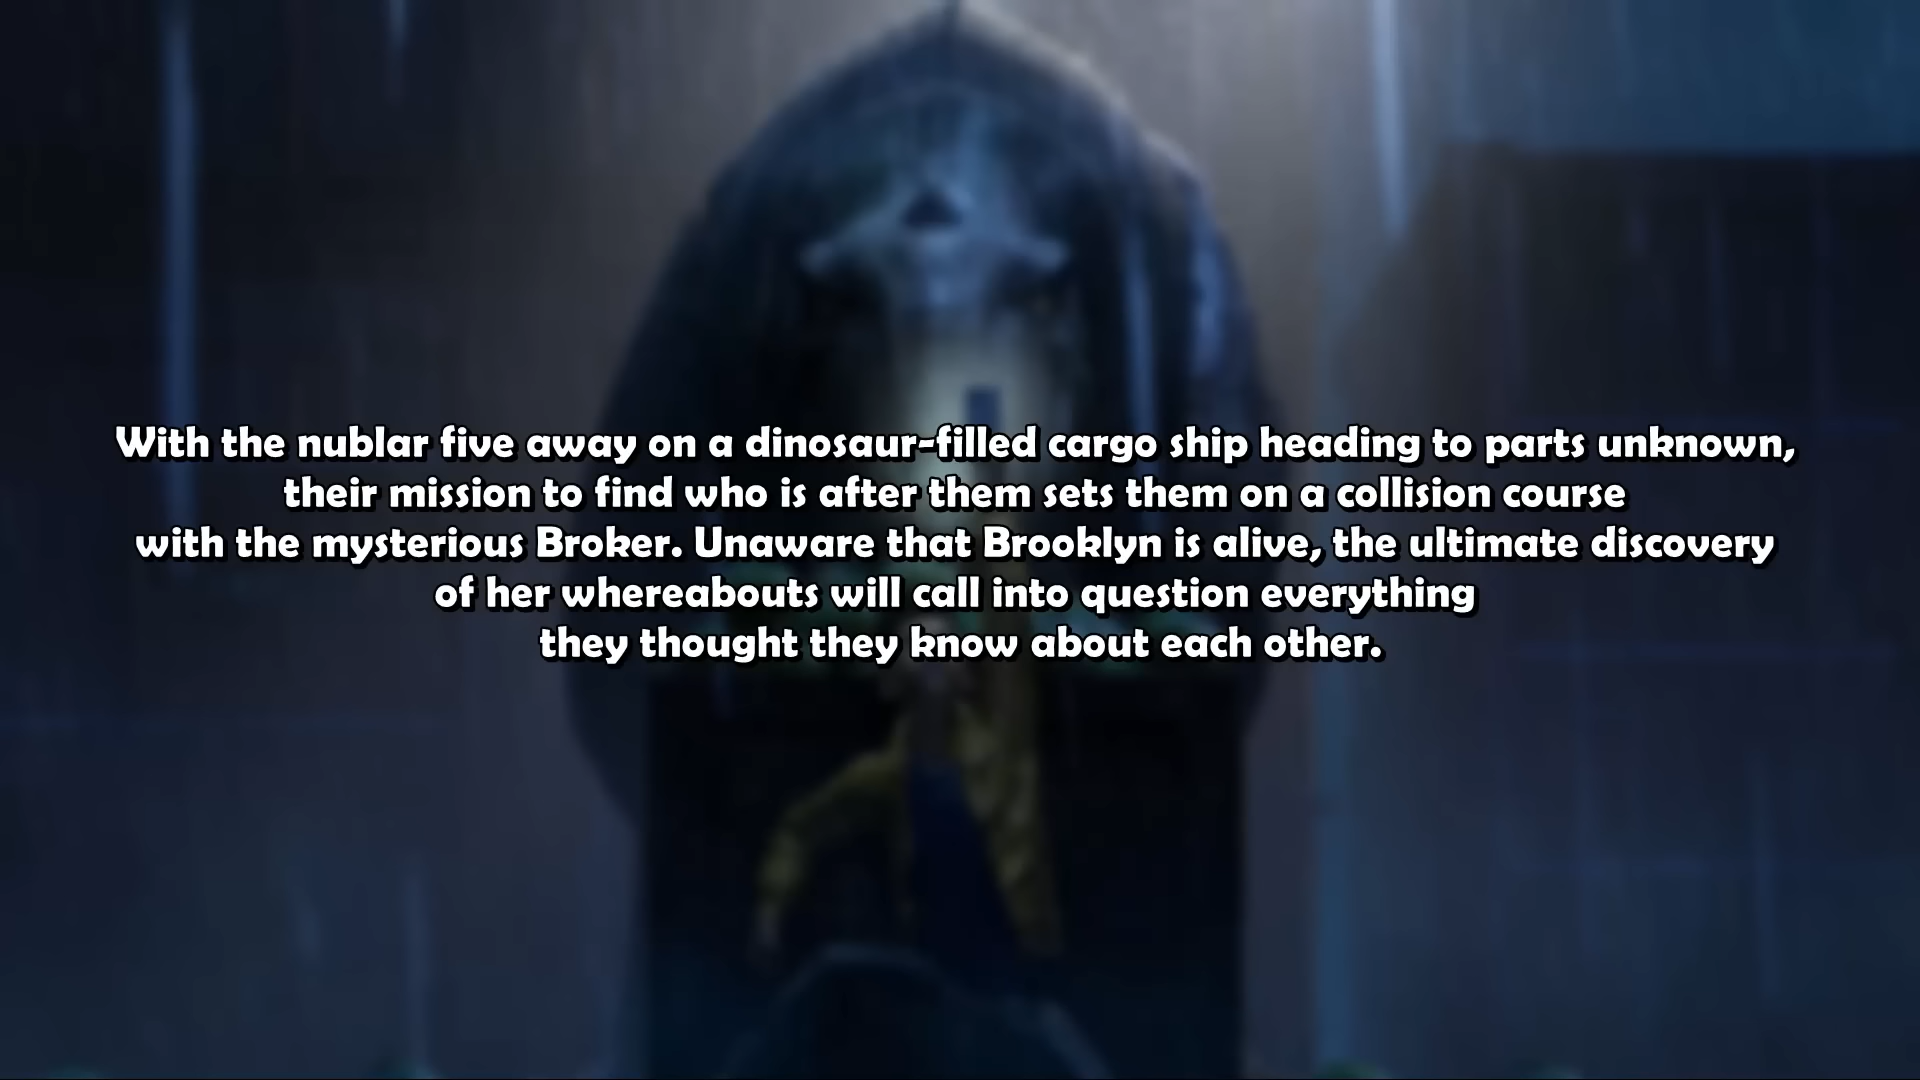 With the nublar five away on a dinosaur-filled cargo ship heading to parts unknown,
their mission to find who is after them sets them on a collision course
with the mysterious Broker. Unaware that Brooklyn is alive, the ultimate discovery
of her whereabouts will call into question everything
they thought they know about each other.